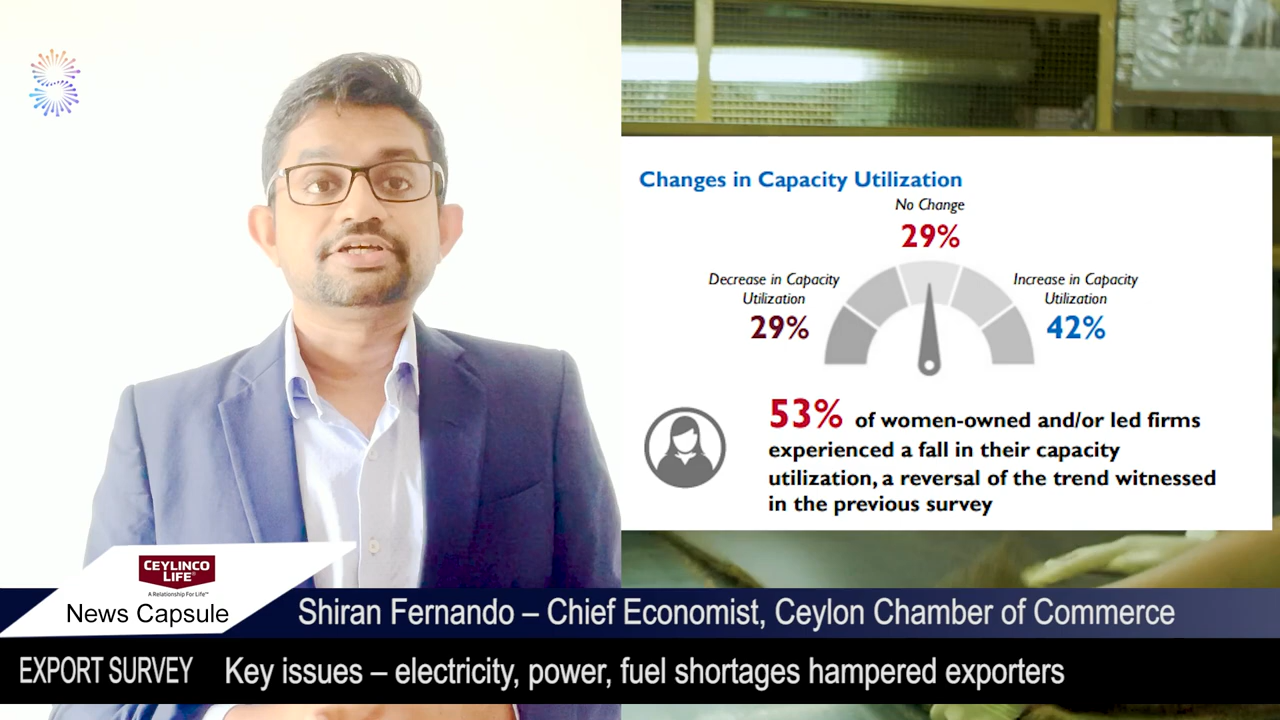 Changes in Capacity Utilization
No Change
29%
Decrease in Capacity
Utilization
29%
Increase in Capacity
Utilization
42%
53% of women-owned and/or led firms
experienced a fall in their capacity
utilization, a reversal of the trend witnessed
in the previous survey
CEYLINCO
LIFE
A Relationship For Life™
News Capsule
Shiran Fernando – Chief Economist, Ceylon Chamber of Commerce
EXPORT SURVEY
Key issues – electricity, power, fuel shortages hampered exporters